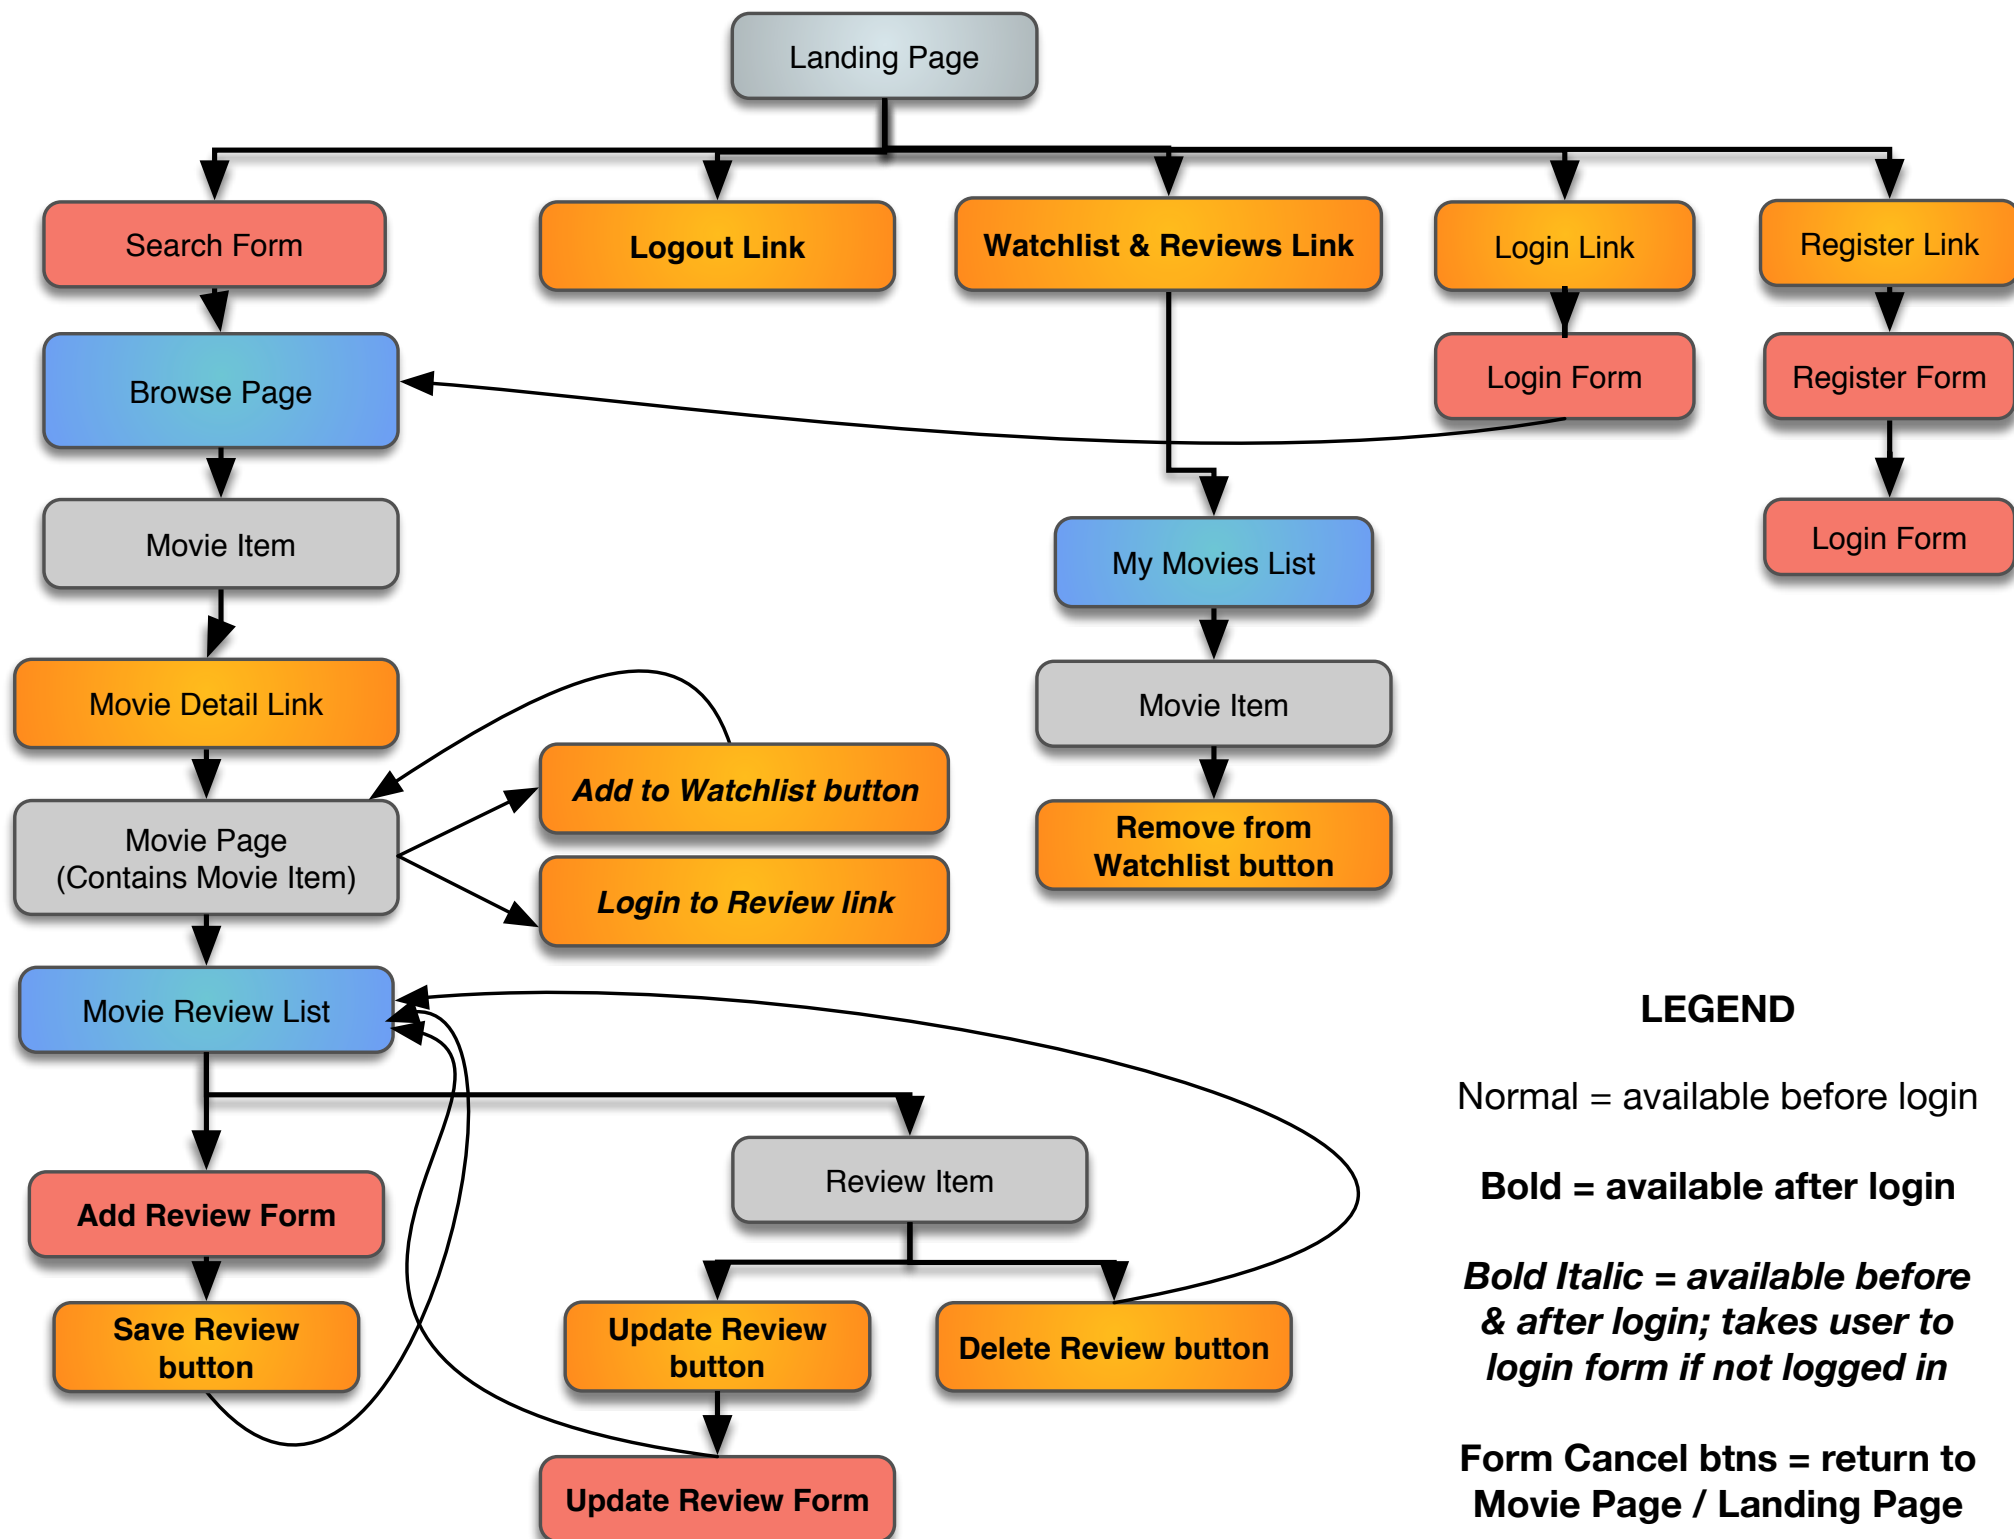 Landing Page
Search Form
Logout Link
Watchlist & Reviews Link
Login Link
Register Link
Browse Page
Login Form
Register Form
Movie Item
My Movies List
Login Form
Movie Detail Link
Movie Item
Add to Watchlist button
Movie Page
(Contains Movie Item)
Remove from
Watchlist button
Login to Review link
Movie Review List
Add Review Form
Review Item
Save Review
button
Update Review
button
Delete Review button
Update Review Form
LEGEND
Normal = available before login
Bold = available after login
Bold Italic = available before
& after login; takes user to
login form if not logged in
Form Cancel btns = return to
Movie Page / Landing Page